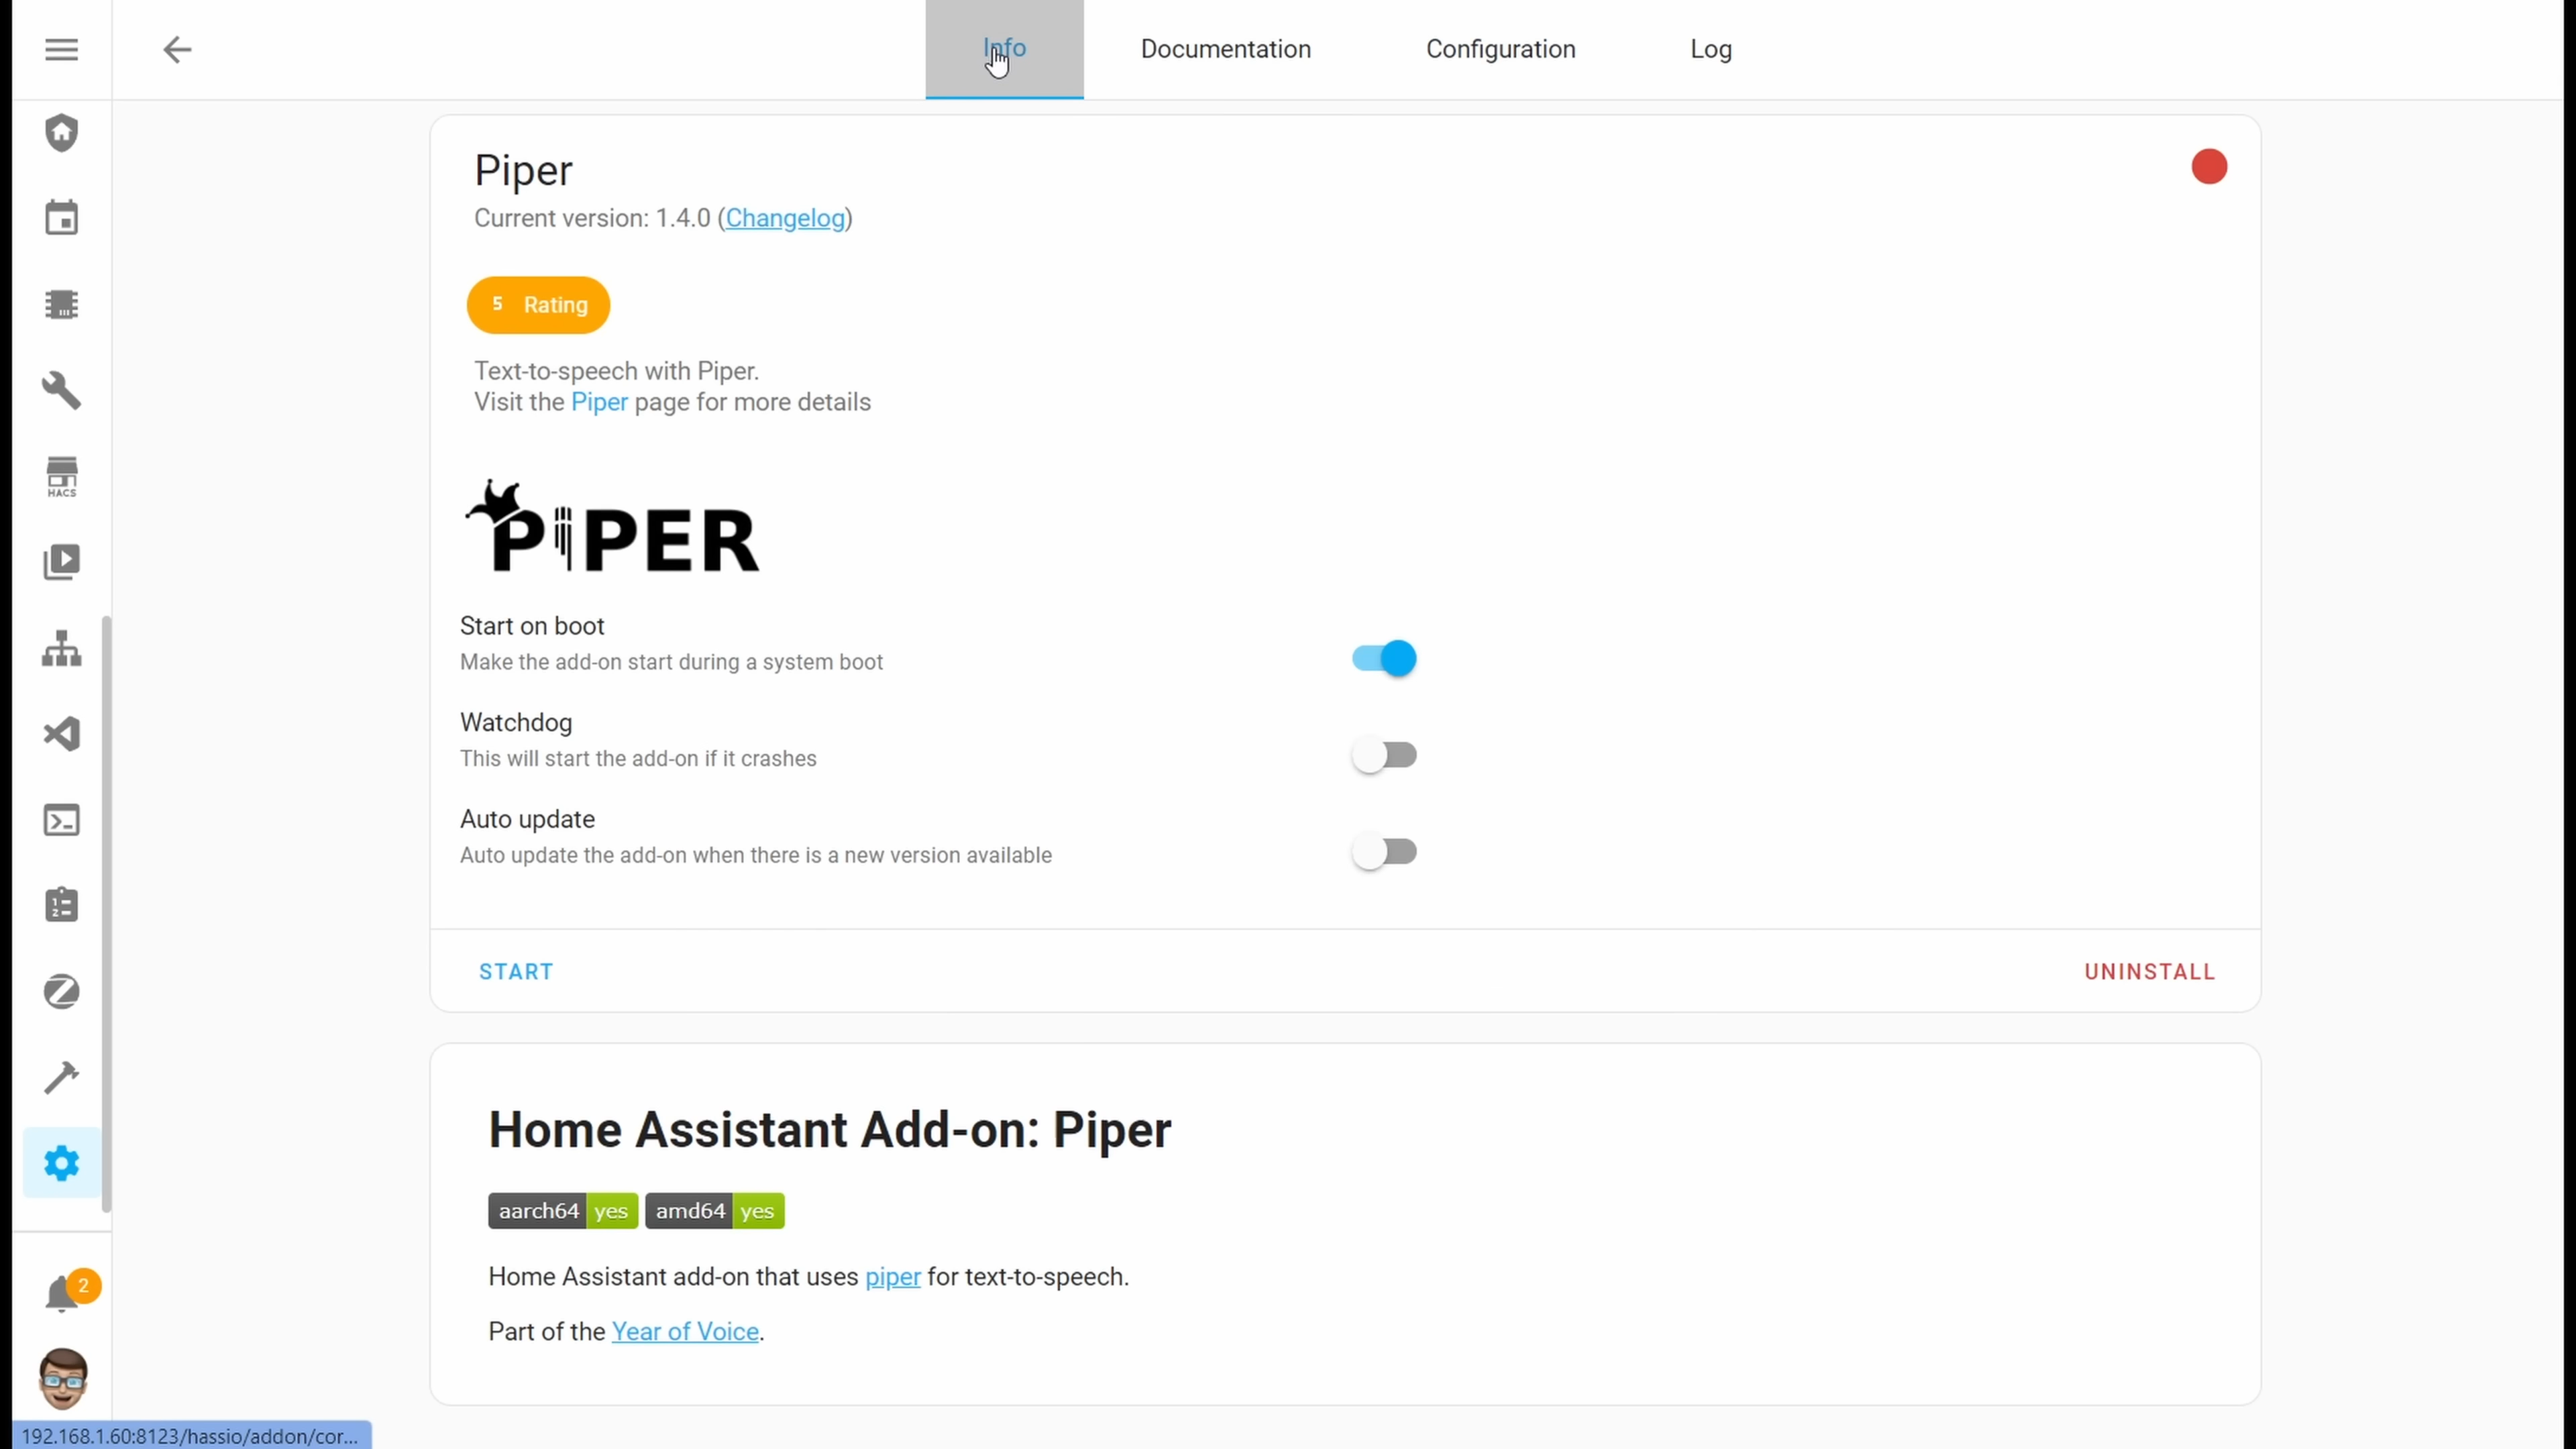 Info
Documentation
Configuration
Log
Piper
Current version: 1.4.0 (Changelog)
5 Rating
Text-to-speech with Piper.
Visit the Piper page for more details
PIPER
Start on boot
Make the add-on start during a system boot
Watchdog
This will start the add-on if it crashes
Auto update
Auto update the add-on when there is a new version available
START
UNINSTALL
HACS
Home Assistant Add-on: Piper
aarch64 yes
amd64 yes
Home Assistant add-on that uses piper for text-to-speech.
Part of the Year of Voice.
2
192.168.1.60:8123/hassio/addon/cor...